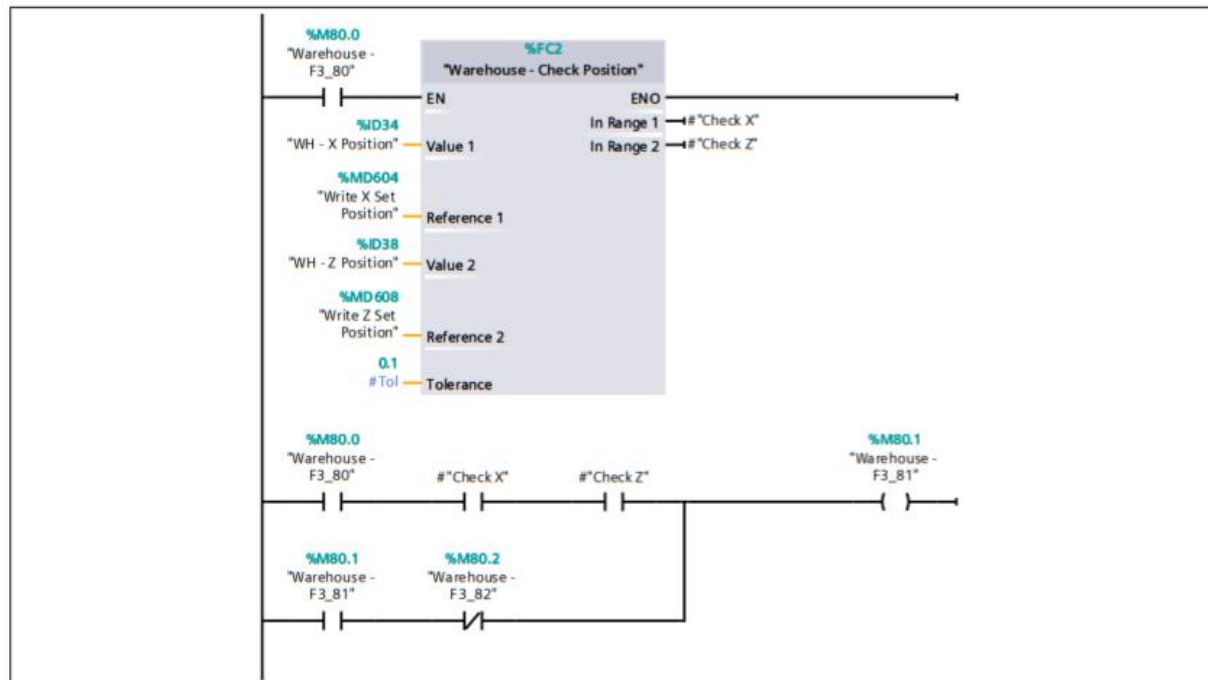 %M80.0
"Warehouse -
F3_80"
%FC2
"Warehouse - Check Position"
EN
ENO
In Range 1
#"Check X"
%ID34
"WH - X Position"
Value 1
In Range 2
#"Check Z"
%MD604
"Write X Set
Position"
Reference 1
%ID38
"WH - Z Position"
Value 2
%MD608
"Write Z Set
Position"
Reference 2
0.1
#Tol
Tolerance
%M80.0
"Warehouse -
F3_80"
#"Check X"
#"Check Z"
%M80.1
"Warehouse -
F3_81"
%M80.1
"Warehouse -
F3_81"
%M80.2
"Warehouse -
F3_82"